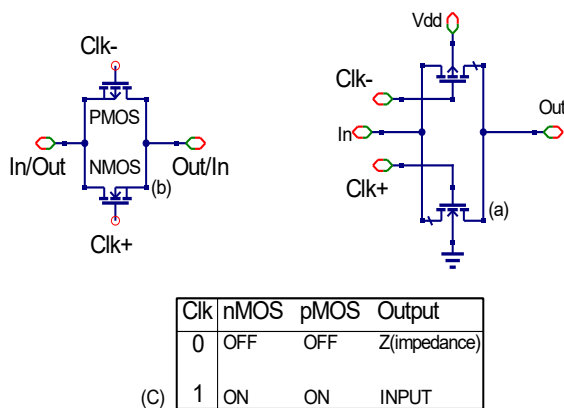 Clk-
PMOS
In/Out
NMOS
Out/In
(b)
Clk+
Vdd
Clk-
In
Out
Clk+
(a)
Clk nMOS pMOS Output
0 OFF OFF Z(impedance)
(C) 1 ON ON INPUT